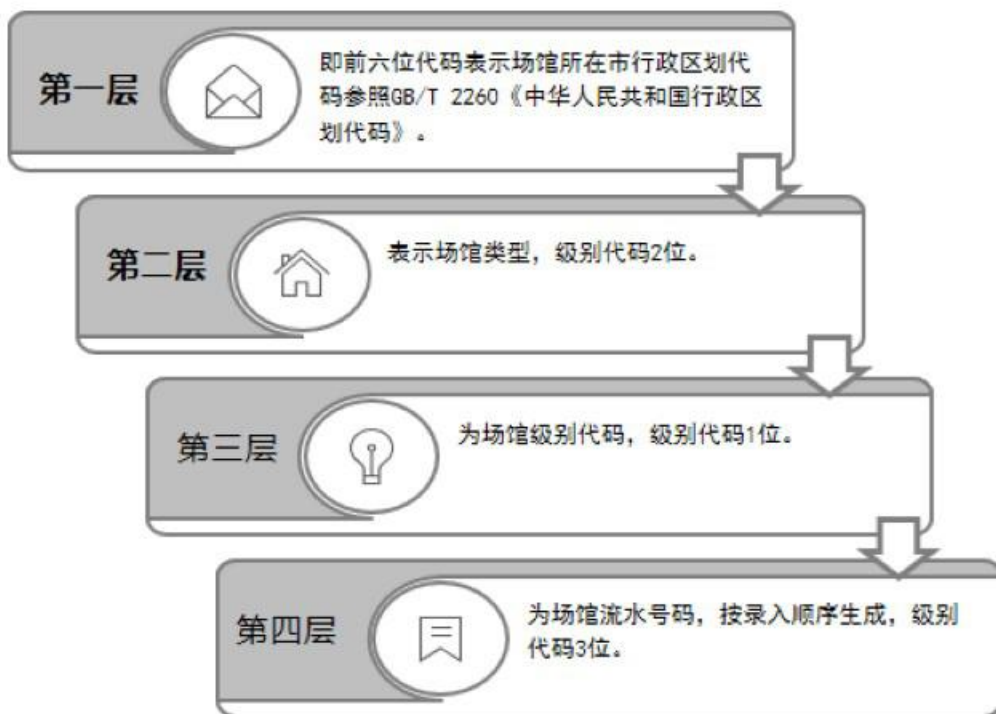 第一层
即前六位代码表示场馆所在市行政区划代
码参照GB/T 2260《中华人民共和国行政区
划代码》。
第二层
表示场馆类型，级别代码2位。
第三层
为场馆级别代码，级别代码1位。
第四层
为场馆流水号码，按录入顺序生成，级别
代码3位。